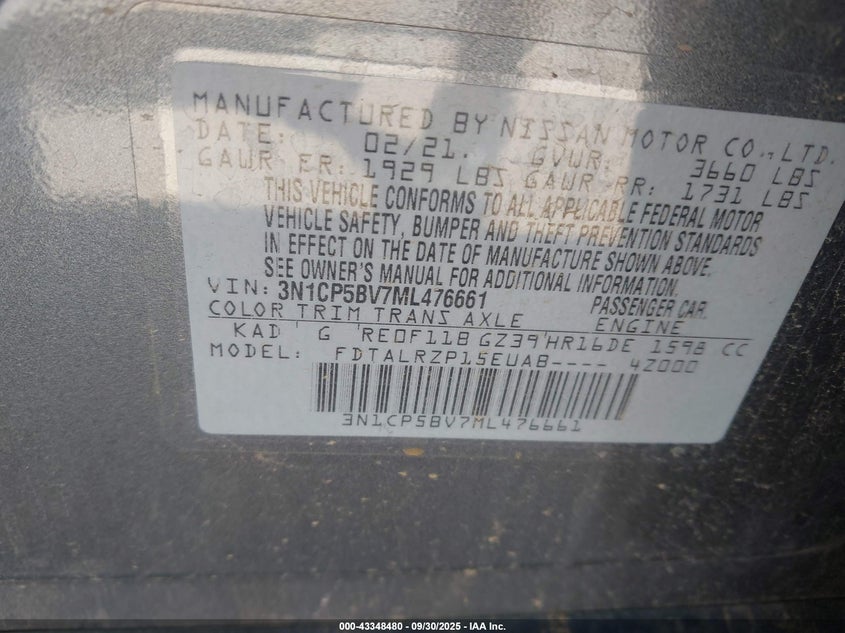 MANUFACTURED BY NISSAN MOTOR CO.,LTD.
DATE: 02/21. GVWR: 3660 LBS
GAWR FR: 1929 LBS GAWR RR: 1731 LBS
THIS VEHICLE CONFORMS TO ALL APPLICABLE FEDERAL MOTOR
VEHICLE SAFETY, BUMPER AND THEFT PREVENTION STANDARDS
IN EFFECT ON THE DATE OF MANUFACTURE SHOWN ABOVE.
SEE OWNER'S MANUAL FOR ADDITIONAL INFORMATION.
VIN: 3N1CP5BV7ML476661 PASSENGER CAR.
COLOR TRIM TRANS AXLE ENGINE
KAD G RE0F11B GZ39 HR16DE 1598 CC
MODEL: FDTALRZP15EUAB---- 4Z000
3N1CP5BV7ML476661
000-43348480 - 09/30/2025 - IAA Inc.